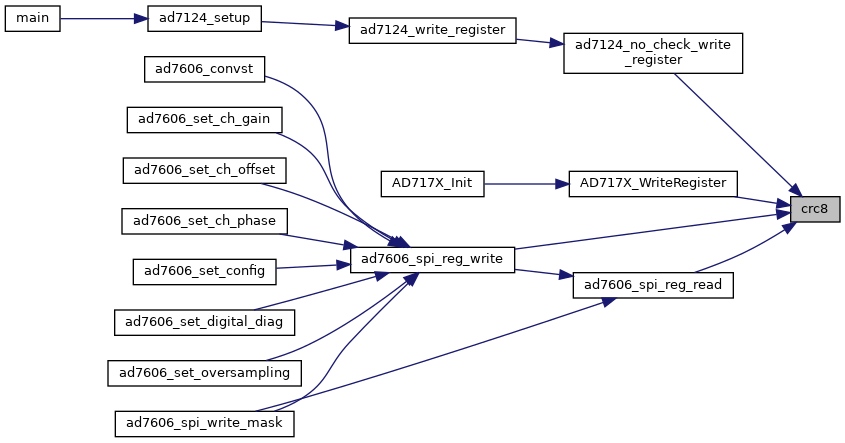 main
ad7124_setup
ad7124_write_register
ad7124_no_check_write
_register
ad7606_convst
ad7606_set_ch_gain
ad7606_set_ch_offset
AD717X_Init
AD717X_WriteRegister
crc8
ad7606_set_ch_phase
ad7606_spi_reg_write
ad7606_set_config
ad7606_spi_reg_read
ad7606_set_digital_diag
ad7606_set_oversampling
ad7606_spi_write_mask